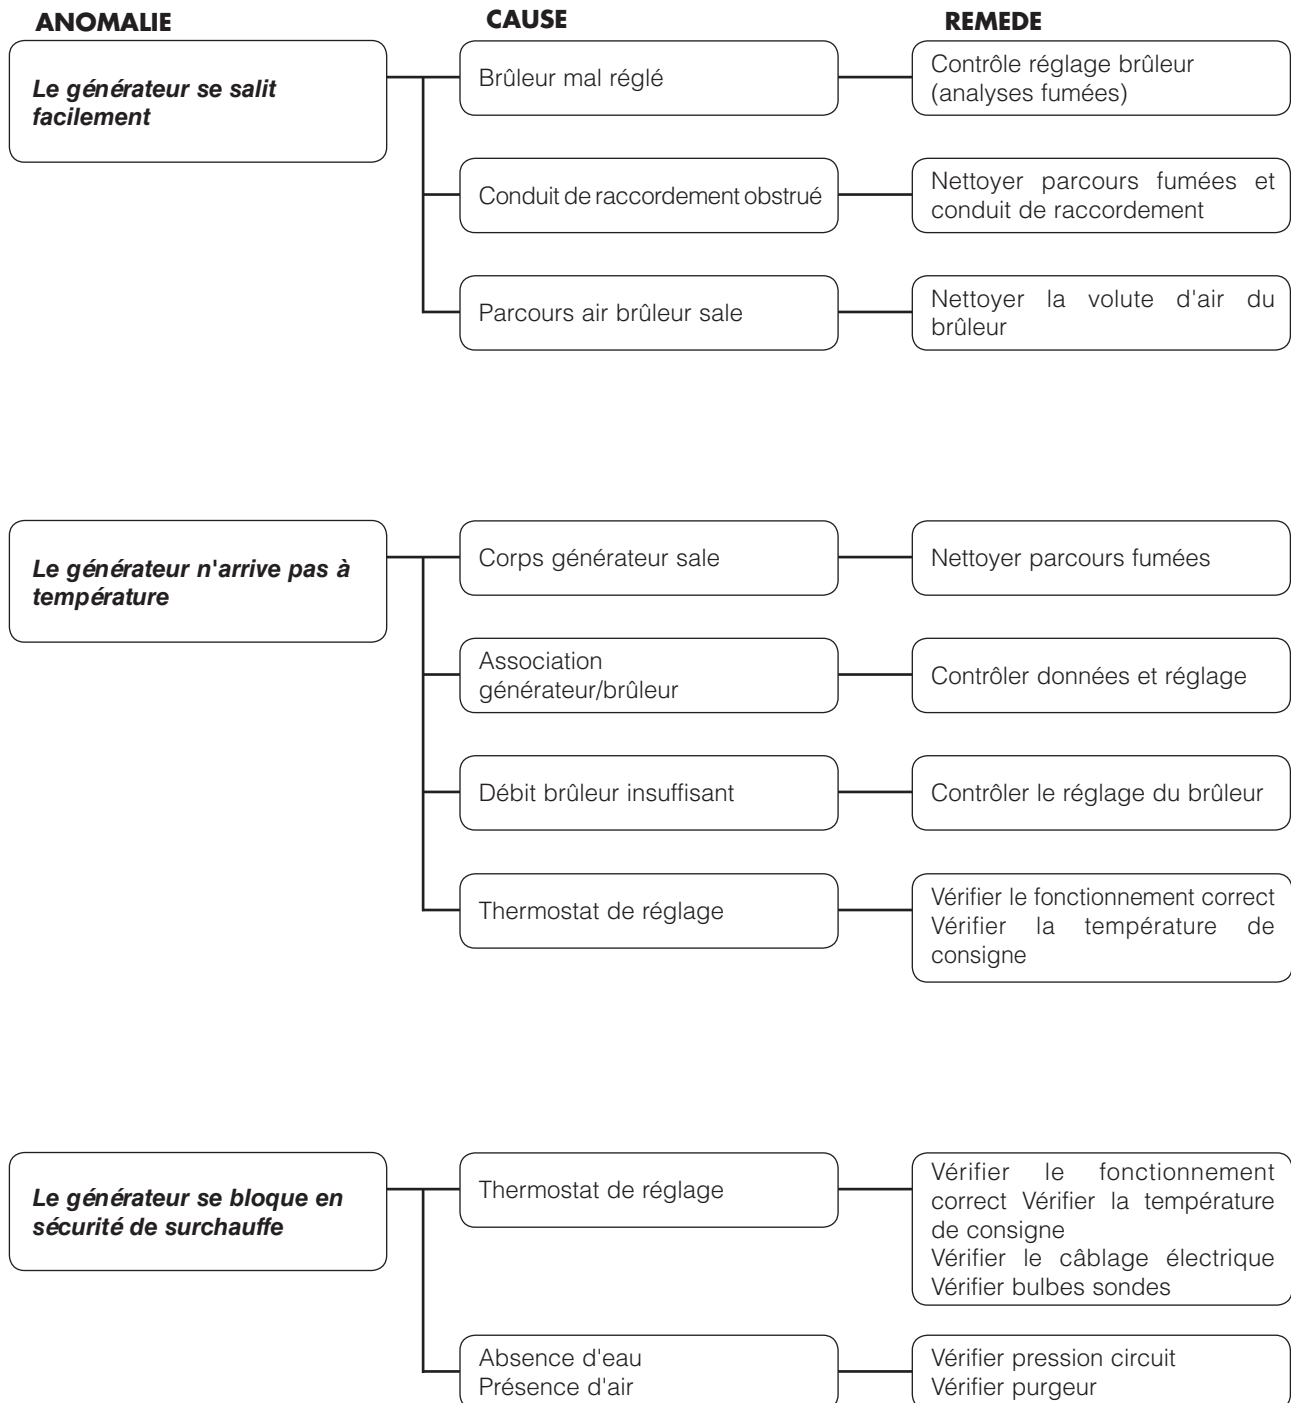 ANOMALIE
CAUSE
REMEDE
Le générateur se salit
facilement
Brûleur mal réglé
Contrôle réglage brûleur
(analyses fumées)
Conduit de raccordement obstrué
Nettoyer parcours fumées et
conduit de raccordement
Parcours air brûleur sale
Nettoyer la volute d'air du
brûleur
Le générateur n'arrive pas à
température
Corps générateur sale
Nettoyer parcours fumées
Association
générateur/brûleur
Contrôler données et réglage
Débit brûleur insuffisant
Contrôler le réglage du brûleur
Thermostat de réglage
Vérifier le fonctionnement correct
Vérifier la température de
consigne
Le générateur se bloque en
sécurité de surchauffe
Thermostat de réglage
Vérifier le fonctionnement
correct Vérifier la température
de consigne
Vérifier le câblage électrique
Vérifier bulbes sondes
Absence d'eau
Présence d'air
Vérifier pression circuit
Vérifier purgeur